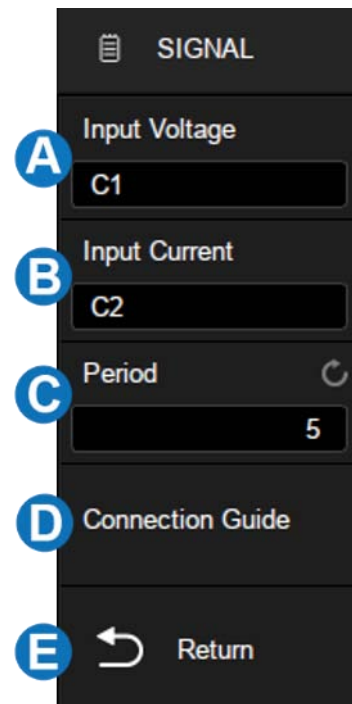 SIGNAL
Input Voltage
A
C1
Input Current
B
C2
Period
C
5
D Connection Guide
E Return